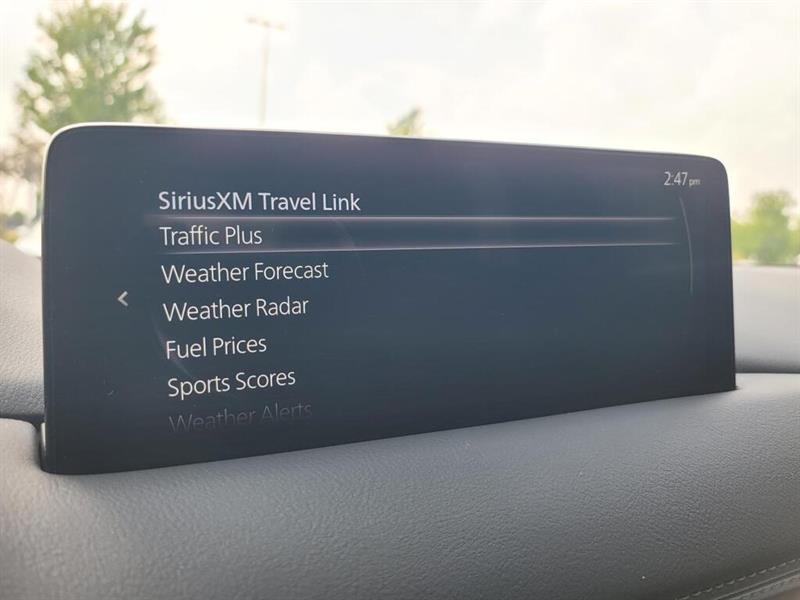 2:47 pm
SiriusXM Travel Link
Traffic Plus
Weather Forecast
Weather Radar
Fuel Prices
Sports Scores
Weather Alerts